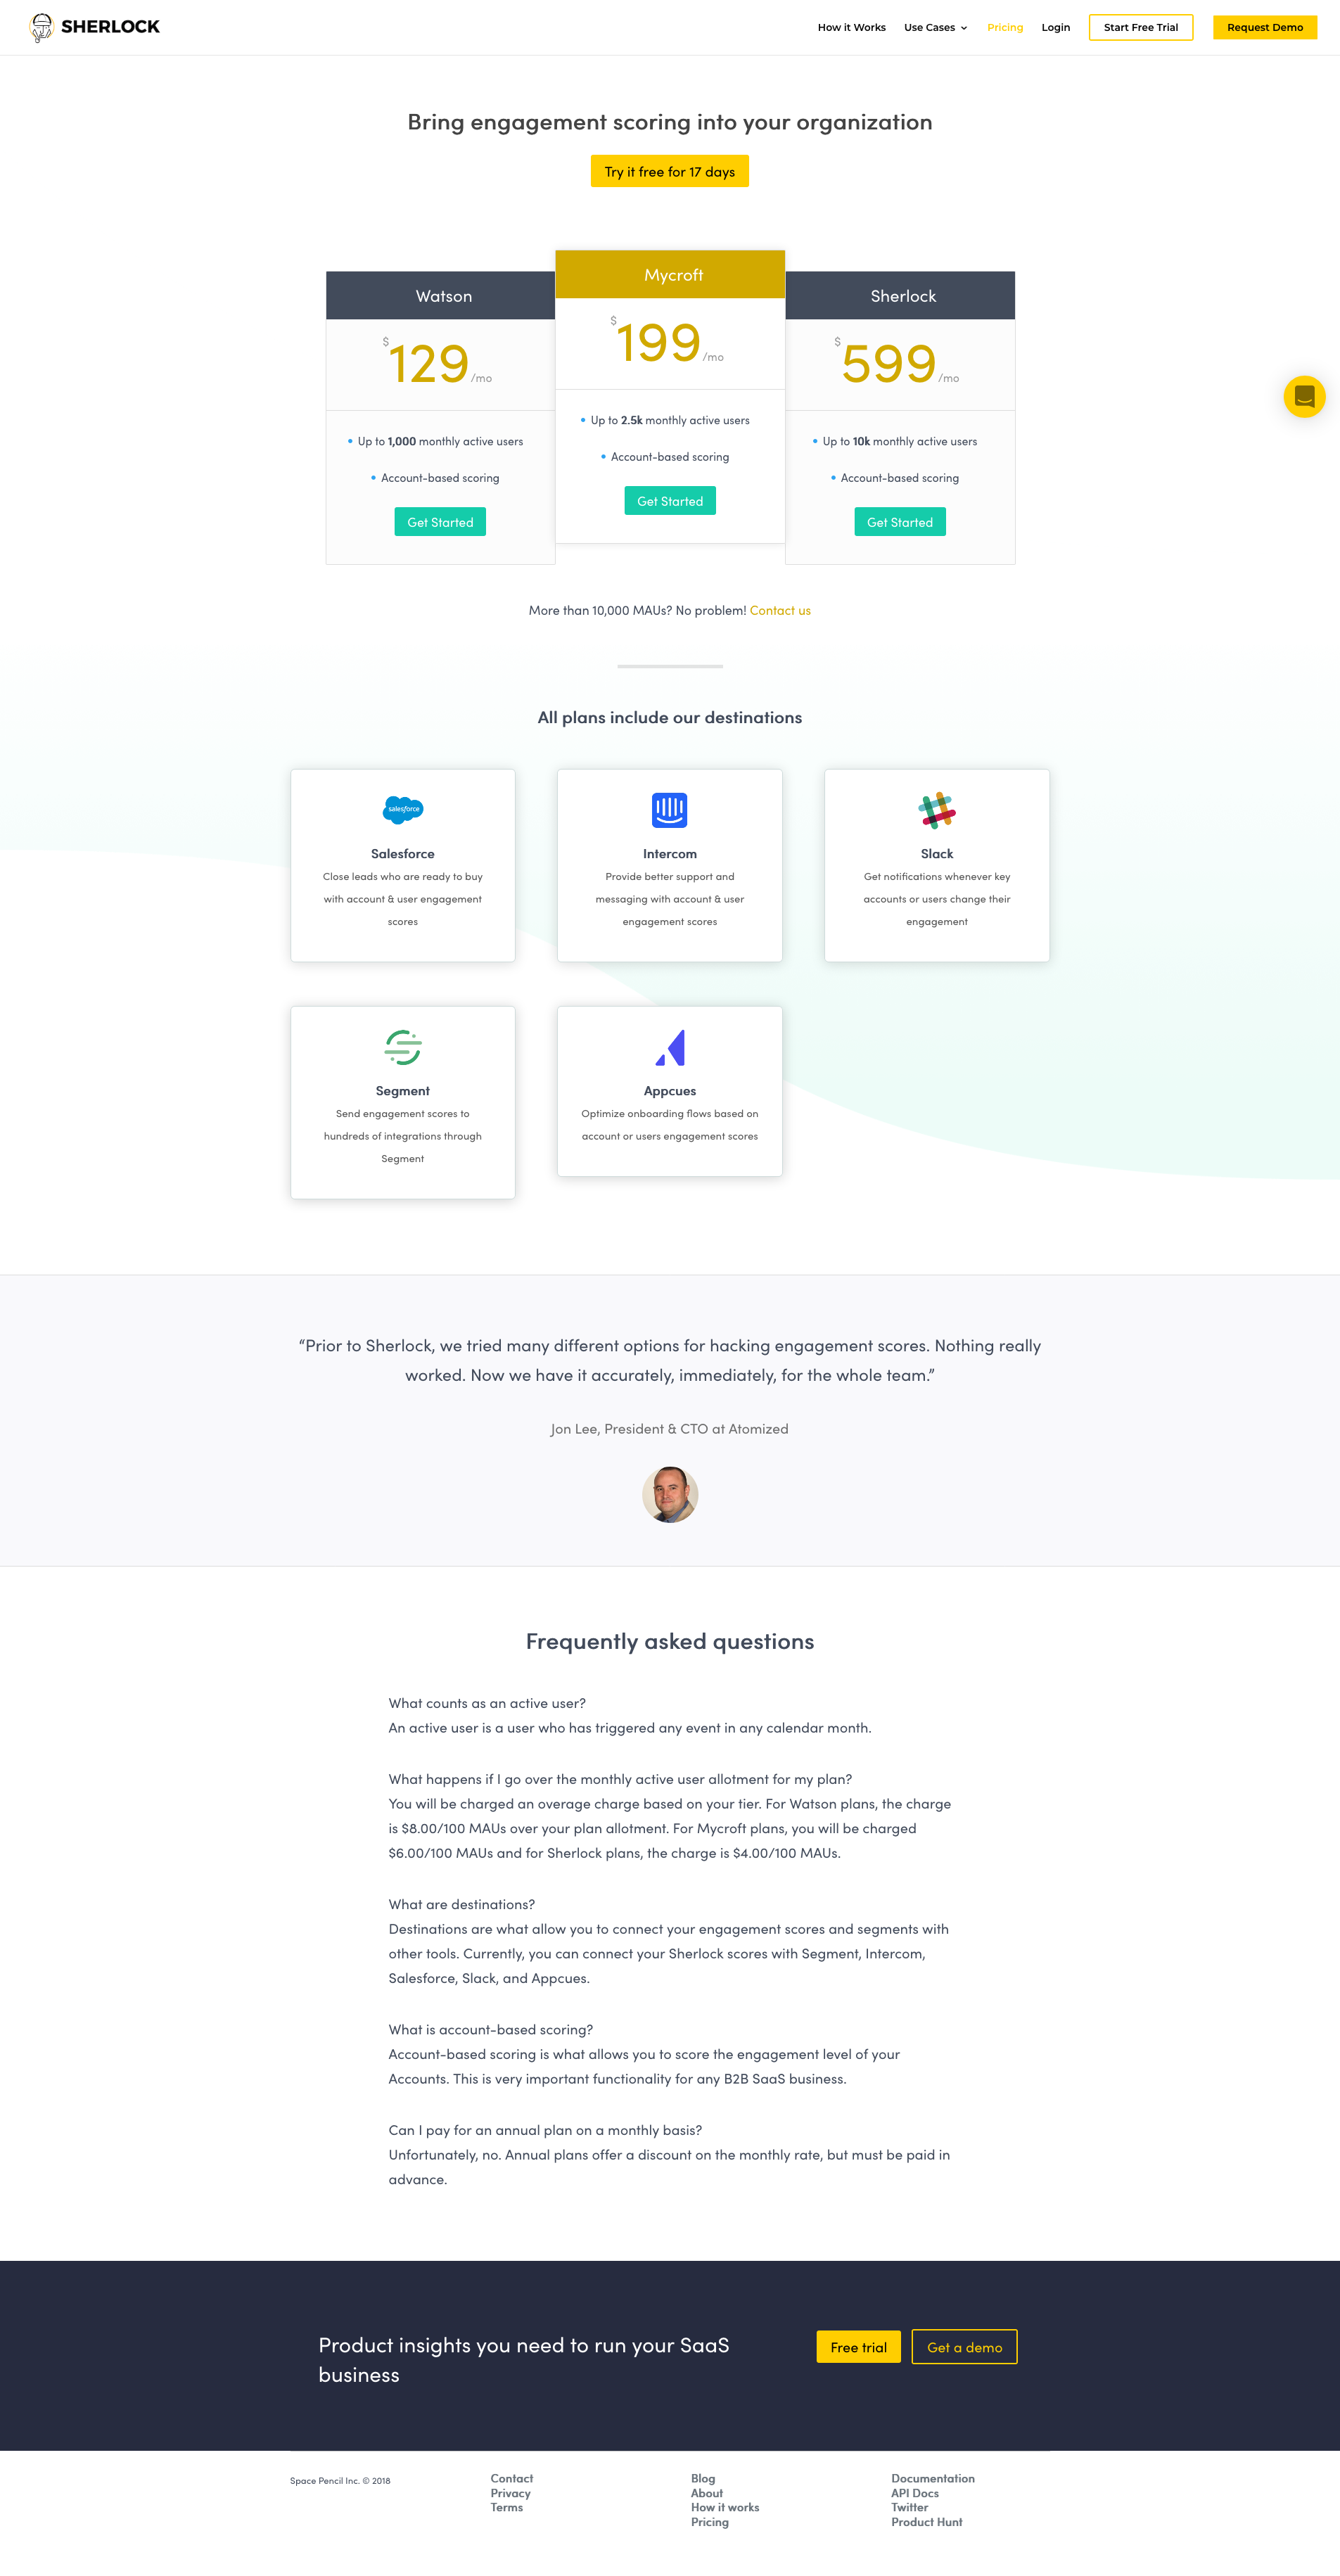 SHERLOCK
How it Works
Use Cases
Pricing
Login
Start Free Trial
Request Demo
Bring engagement scoring into your organization
Try it free for 17 days
Watson
$129/mo
Up to 1,000 monthly active users
Account-based scoring
Get Started
Mycroft
$199/mo
Up to 2.5k monthly active users
Account-based scoring
Get Started
Sherlock
$599/mo
Up to 10k monthly active users
Account-based scoring
Get Started
More than 10,000 MAUs? No problem! Contact us
All plans include our destinations
salesforce
Salesforce
Close leads who are ready to buy
with account & user engagement
scores
Intercom
Provide better support and
messaging with account & user
engagement scores
Slack
Get notifications whenever key
accounts or users change their
engagement
Segment
Send engagement scores to
hundreds of integrations through
Segment
Appcues
Optimize onboarding flows based on
account or users engagement scores
“Prior to Sherlock, we tried many different options for hacking engagement scores. Nothing really
worked. Now we have it accurately, immediately, for the whole team.”
Jon Lee, President & CTO at Atomized
Frequently asked questions
What counts as an active user?
An active user is a user who has triggered any event in any calendar month.
What happens if I go over the monthly active user allotment for my plan?
You will be charged an overage charge based on your tier. For Watson plans, the charge
is $8.00/100 MAUs over your plan allotment. For Mycroft plans, you will be charged
$6.00/100 MAUs and for Sherlock plans, the charge is $4.00/100 MAUs.
What are destinations?
Destinations are what allow you to connect your engagement scores and segments with
other tools. Currently, you can connect your Sherlock scores with Segment, Intercom,
Salesforce, Slack, and Appcues.
What is account-based scoring?
Account-based scoring is what allows you to score the engagement level of your
Accounts. This is very important functionality for any B2B SaaS business.
Can I pay for an annual plan on a monthly basis?
Unfortunately, no. Annual plans offer a discount on the monthly rate, but must be paid in
advance.
Product insights you need to run your SaaS
business
Free trial
Get a demo
Space Pencil Inc. © 2018
Contact
Privacy
Terms
Blog
About
How it works
Pricing
Documentation
API Docs
Twitter
Product Hunt